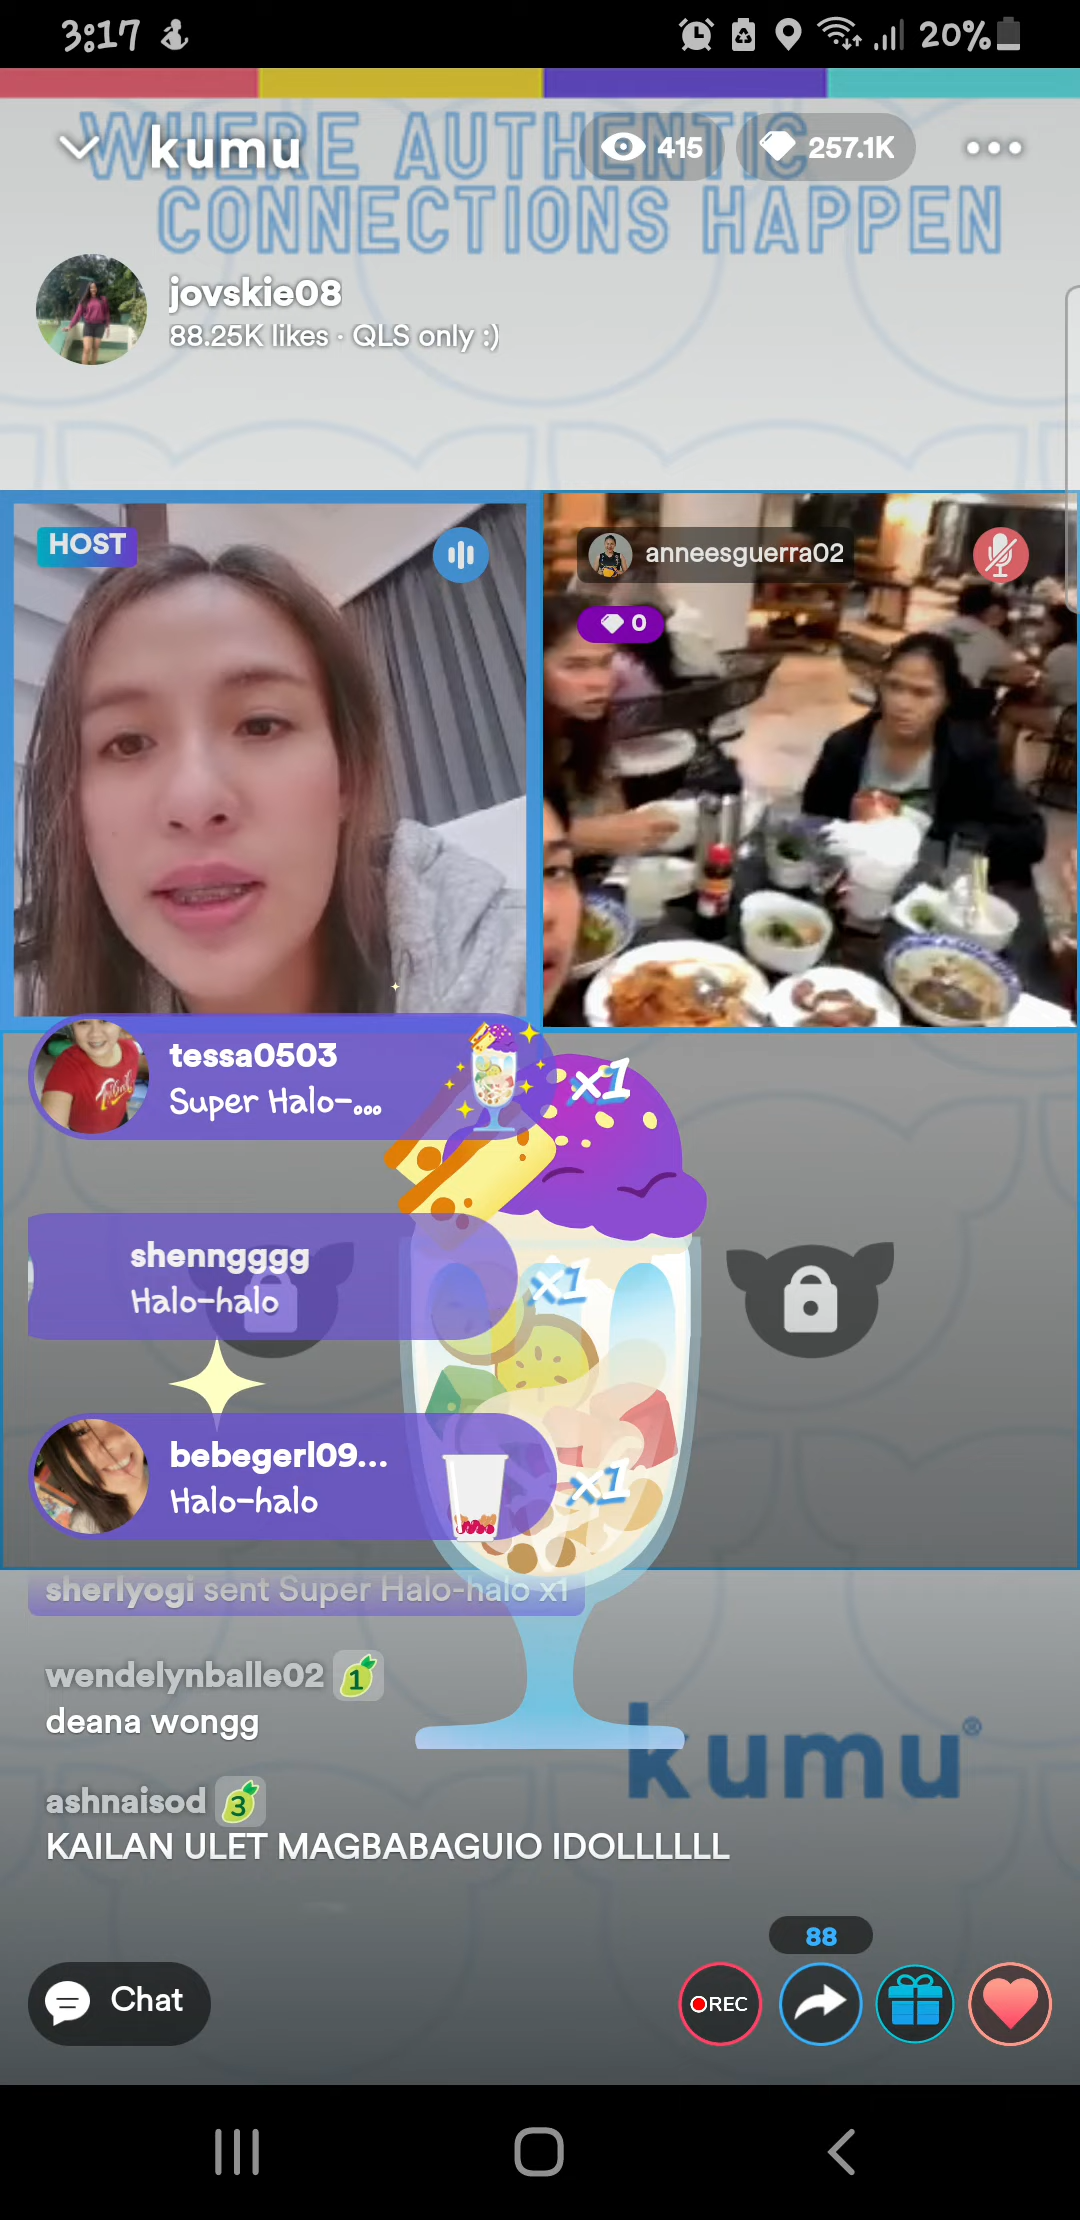 3:17
20%
WHERE AUTHENTIC
kumu
415
257.1K
CONNECTIONS HAPPEN
jovskie08
88.25K likes · QLS only :)
HOST
anneesguerra02
0
tessa0503
Super Halo-...
x1
shenngggg
Halo-halo
x1
bebegerl09...
Halo-halo
x1
sherlyogi sent Super Halo-halo x1
wendelynballe02 1
deana wongg
kumu®
ashnaisod 3
KAILAN ULET MAGBABAGUIO IDOLLLLLL
88
Chat
REC